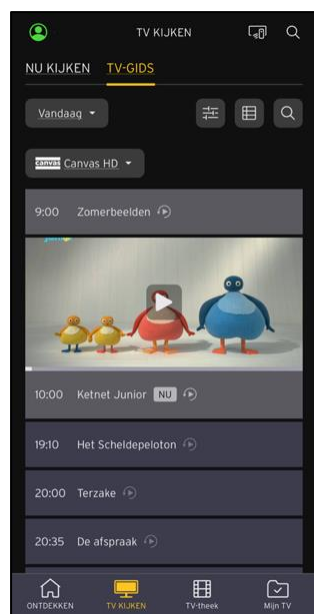 TV KIJKEN
NU KIJKEN TV-GIDS
Vandaag
canvas Canvas HD
9:00 Zomerbeelden
10:00 Ketnet Junior NU
19:10 Het Scheldepeloton
20:00 Terzake
20:35 De afspraak
ONTDEKKEN TV KIJKEN TV-theek Mijn TV